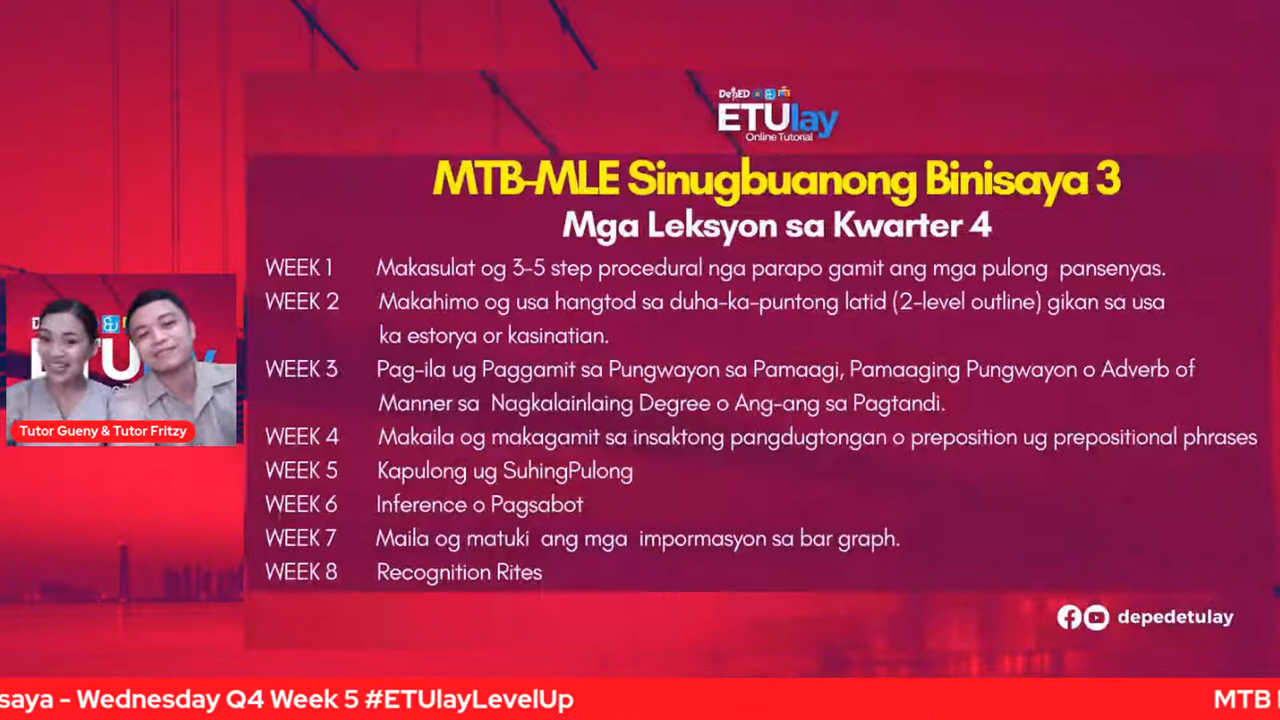 DepED
ETUlay
Online Tutorial
MTB-MLE Sinugbuanong Binisaya 3
Mga Leksyon sa Kwarter 4
WEEK 1 Makasulat og 3-5 step procedural nga parapo gamit ang mga pulong pansenyas.
WEEK 2 Makahimo og usa hangtod sa duha-ka-puntong latid (2-level outline) gikan sa usa
ka estorya or kasinatian.
WEEK 3 Pag-ila ug Paggamit sa Pungwayon sa Pamaagi, Pamaaging Pungwayon o Adverb of
Manner sa Nagkalainlaing Degree o Ang-ang sa Pagtandi.
WEEK 4 Makaila og makagamit sa insaktong pangdugtongan o preposition ug prepositional phrases
WEEK 5 Kapulong ug SuhingPulong
WEEK 6 Inference o Pagsabot
WEEK 7 Maila og matuki ang mga impormasyon sa bar graph.
WEEK 8 Recognition Rites
Tutor Gueny & Tutor Fritzy
depedetulay
saya - Wednesday Q4 Week 5 #ETUlayLevelUp
MTB